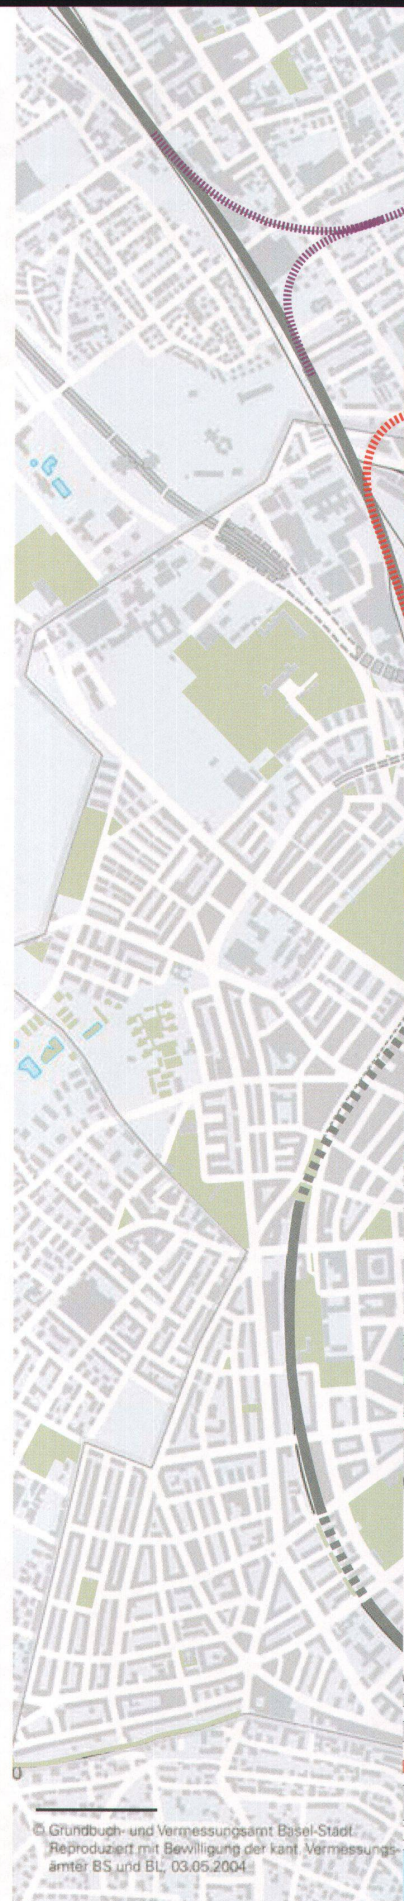 0
© Grundbuch- und Vermessungsamt Basel-Stadt
Reproduziert mit Bewilligung der kant. Vermessungs-
ämter BS und BL, 03.05.2004